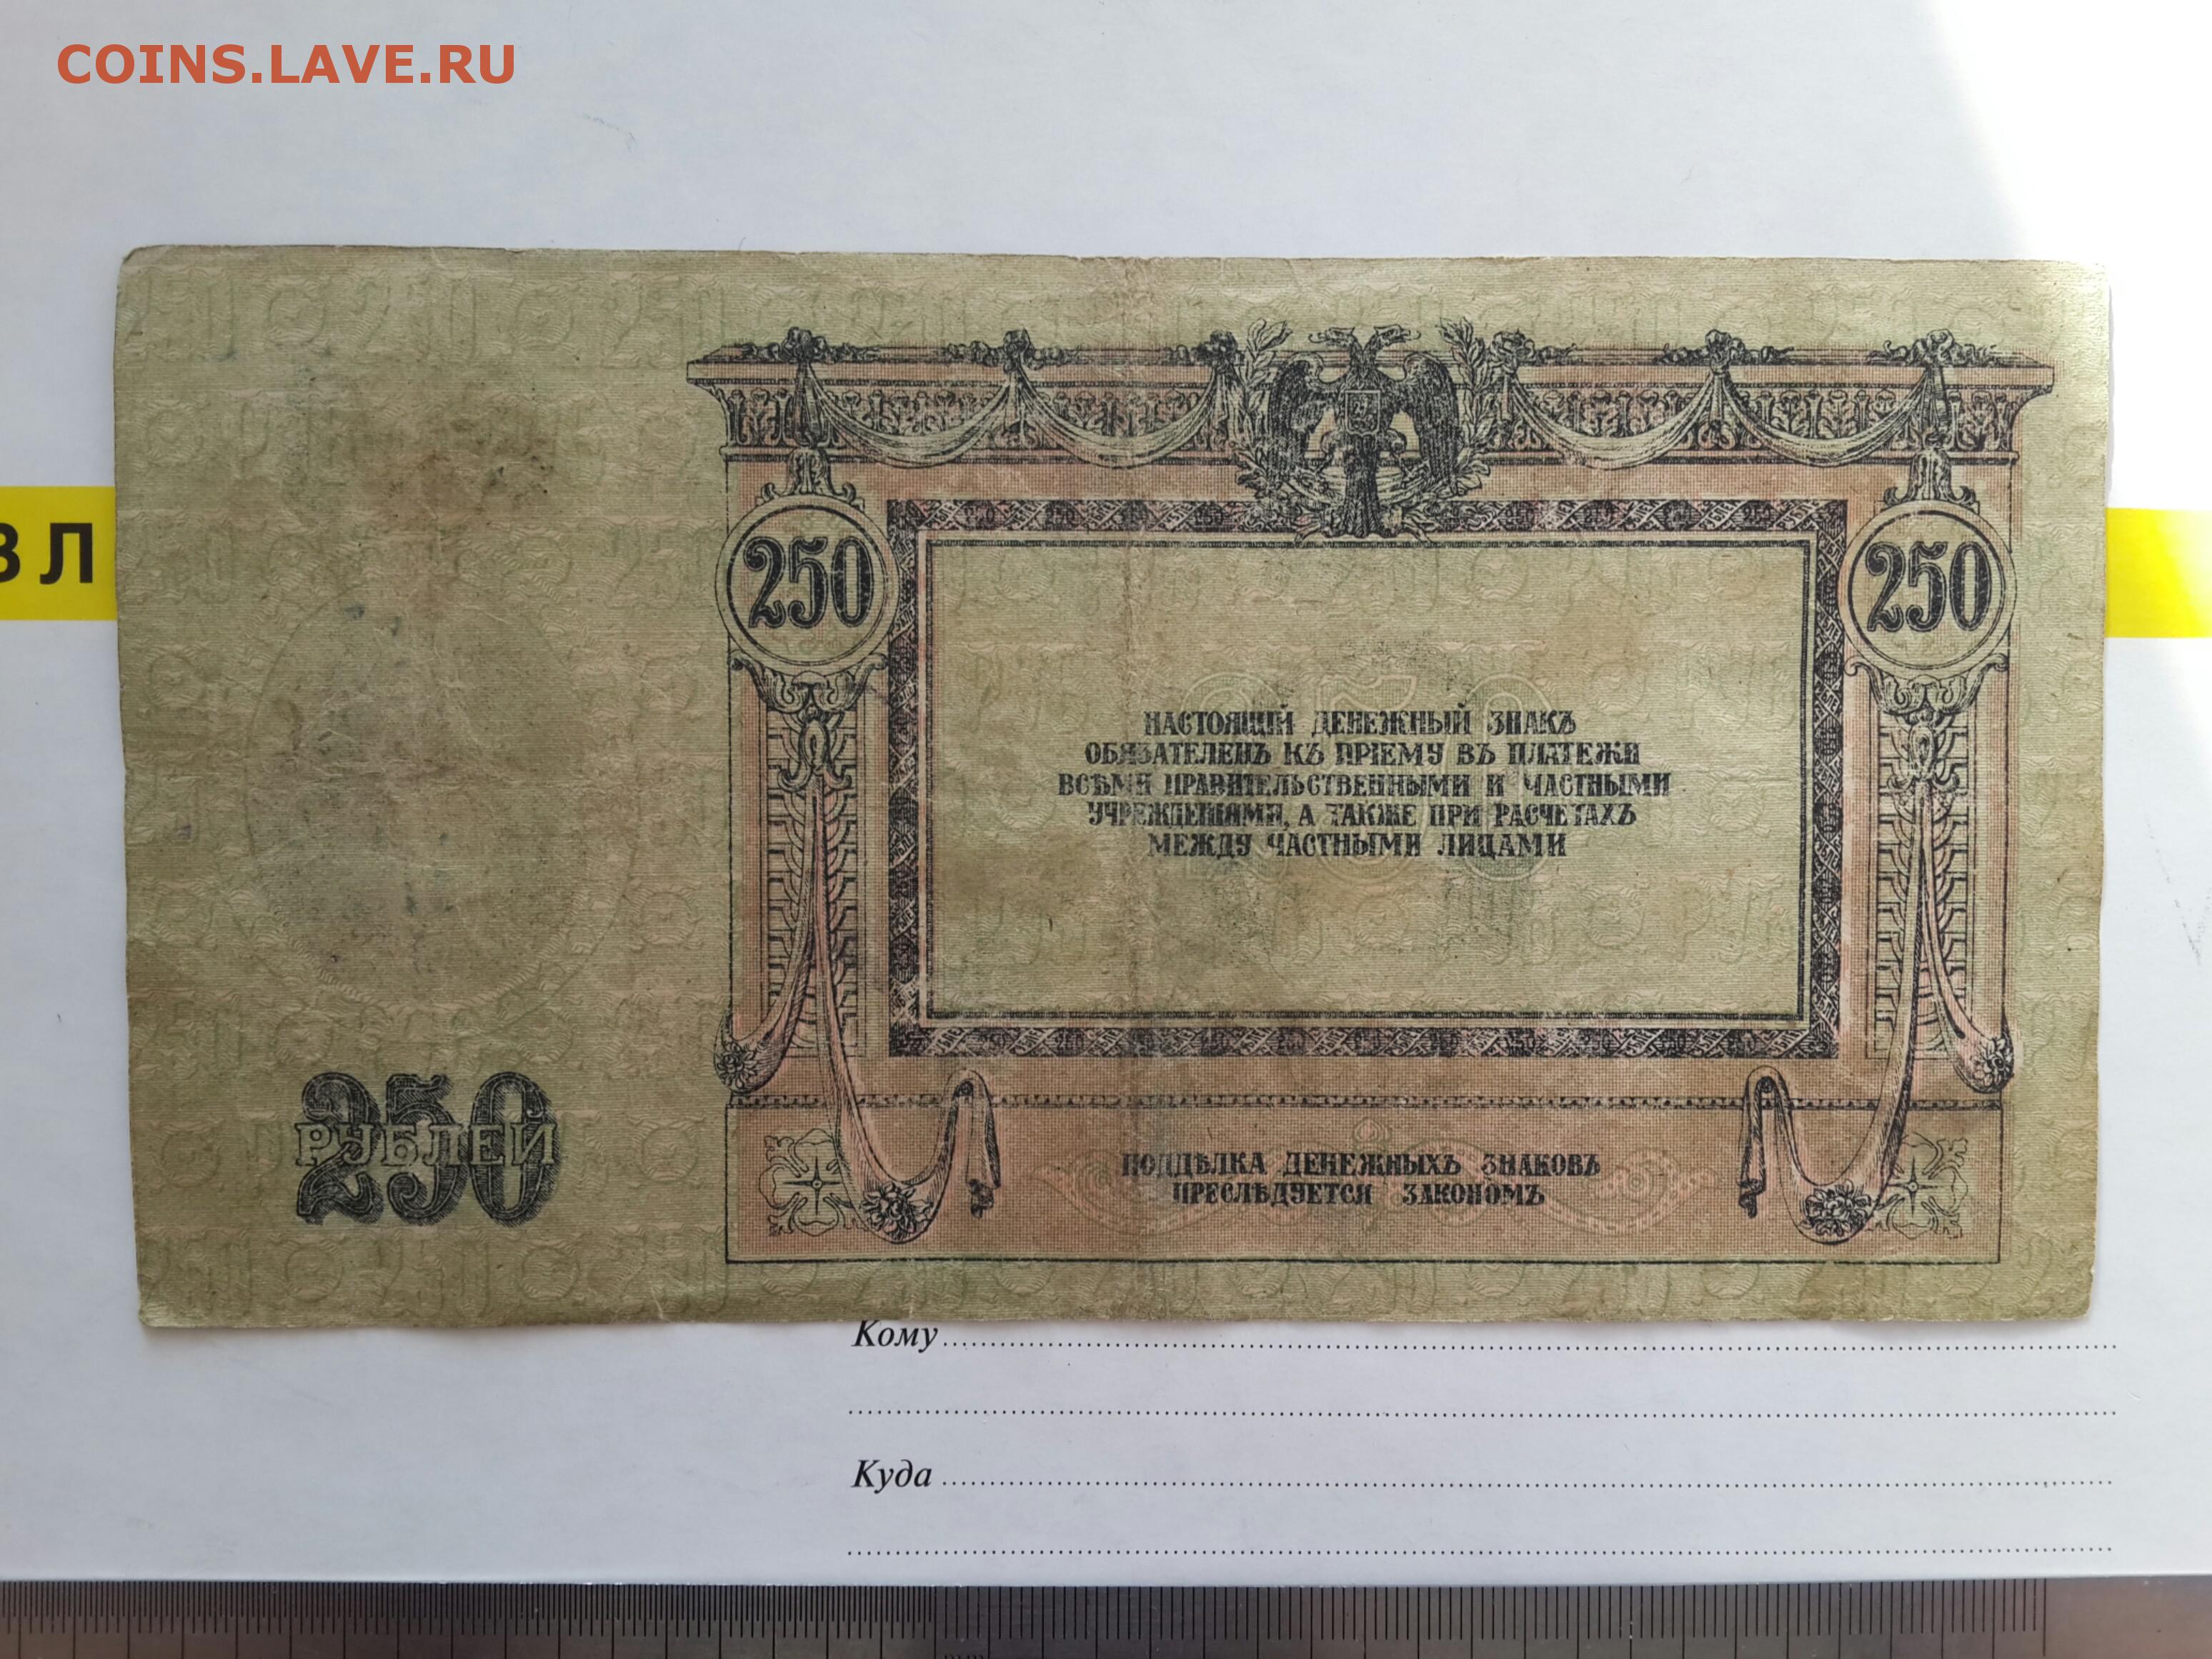 COINS.LAVE.RU
ВЛ
250
250
НАСТОЯЩІЙ ДЕНЕЖНЫЙ ЗНАКЪ
ОБЯЗАТЕЛЕНЪ КЪ ПРІЕМУ ВЪ ПЛАТЕЖИ
ВСѢМИ ПРАВИТЕЛЬСТВЕННЫМИ И ЧАСТНЫМИ
УЧРЕЖДЕНІЯМИ, А ТАКЖЕ ПРИ РАСЧЕТАХЪ
МЕЖДУ ЧАСТНЫМИ ЛИЦАМИ
250
РУБЛЕЙ
ПОДДѢЛКА ДЕНЕЖНЫХЪ ЗНАКОВЪ
ПРЕСЛѢДУЕТСЯ ЗАКОНОМЪ
Кому
Куда